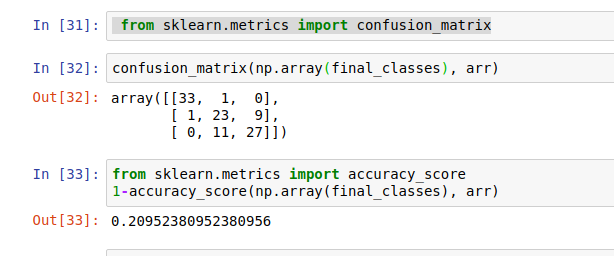 In [31]: from sklearn.metrics import confusion_matrix
In [32]: confusion_matrix(np.array(final_classes), arr)
Out[32]: array([[33, 1, 0],
[ 1, 23, 9],
[ 0, 11, 27]])
In [33]: from sklearn.metrics import accuracy_score
1-accuracy_score(np.array(final_classes), arr)
Out[33]: 0.20952380952380956